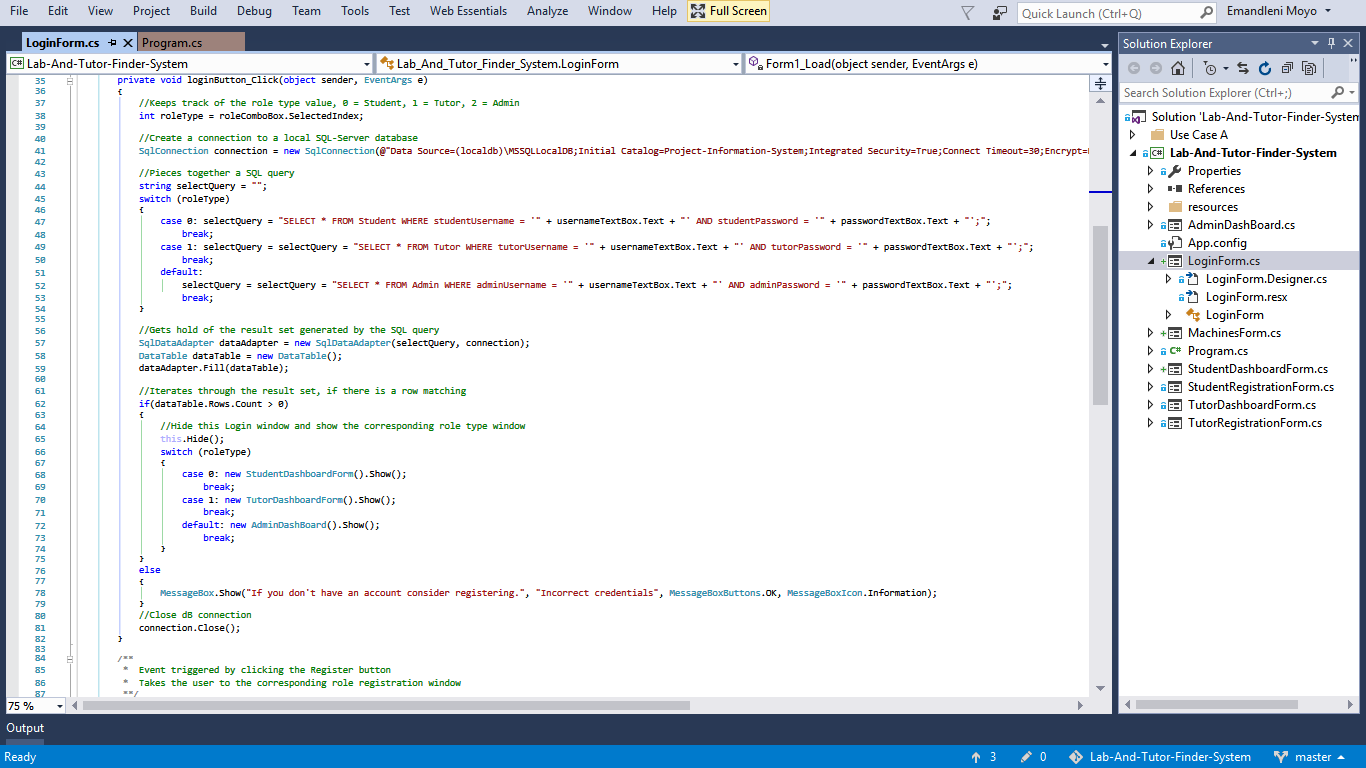 File Edit View Project Build Debug Team Tools Test Web Essentials Analyze Window Help Full Screen Quick Launch (Ctrl+Q) Emandleni Moyo
LoginForm.cs Program.cs
Lab-And-Tutor-Finder-System Lab_And_Tutor_Finder_System.LoginForm Form1_Load(object sender, EventArgs e)
35 private void loginButton_Click(object sender, EventArgs e)
36 {
37 //Keeps track of the role type value, 0 = Student, 1 = Tutor, 2 = Admin
38 int roleType = roleComboBox.SelectedIndex;
39
40 //Create a connection to a local SQL-Server database
41 SqlConnection connection = new SqlConnection(@"Data Source=(localdb)\MSSQLLocalDB;Initial Catalog=Project-Information-System;Integrated Security=True;Connect Timeout=30;Encrypt=
42
43 //Pieces together a SQL query
44 string selectQuery = "";
45 switch (roleType)
46 {
47 case 0: selectQuery = "SELECT * FROM Student WHERE studentUsername = '" + usernameTextBox.Text + "' AND studentPassword = '" + passwordTextBox.Text + "';";
48 break;
49 case 1: selectQuery = selectQuery = "SELECT * FROM Tutor WHERE tutorUsername = '" + usernameTextBox.Text + "' AND tutorPassword = '" + passwordTextBox.Text + "';";
50 break;
51 default:
52 selectQuery = selectQuery = "SELECT * FROM Admin WHERE adminUsername = '" + usernameTextBox.Text + "' AND adminPassword = '" + passwordTextBox.Text + "';";
53 break;
54 }
55
56 //Gets hold of the result set generated by the SQL query
57 SqlDataAdapter dataAdapter = new SqlDataAdapter(selectQuery, connection);
58 DataTable dataTable = new DataTable();
59 dataAdapter.Fill(dataTable);
60
61 //Iterates through the result set, if there is a row matching
62 if(dataTable.Rows.Count > 0)
63 {
64 //Hide this Login window and show the corresponding role type window
65 this.Hide();
66 switch (roleType)
67 {
68 case 0: new StudentDashboardForm().Show();
69 break;
70 case 1: new TutorDashboardForm().Show();
71 break;
72 default: new AdminDashBoard().Show();
73 break;
74 }
75 }
76 else
77 {
78 MessageBox.Show("If you don't have an account consider registering.", "Incorrect credentials", MessageBoxButtons.OK, MessageBoxIcon.Information);
79 }
80 //Close dB connection
81 connection.Close();
82 }
83
84 /**
85 * Event triggered by clicking the Register button
86 * Takes the user to the corresponding role registration window
87 **/
75 %
Solution Explorer
Search Solution Explorer (Ctrl+;)
Solution 'Lab-And-Tutor-Finder-System
Use Case A
C# Lab-And-Tutor-Finder-System
Properties
References
resources
AdminDashBoard.cs
App.config
LoginForm.cs
LoginForm.Designer.cs
LoginForm.resx
LoginForm
MachinesForm.cs
C# Program.cs
StudentDashboardForm.cs
StudentRegistrationForm.cs
TutorDashboardForm.cs
TutorRegistrationForm.cs
Output
Ready 3 0 Lab-And-Tutor-Finder-System master